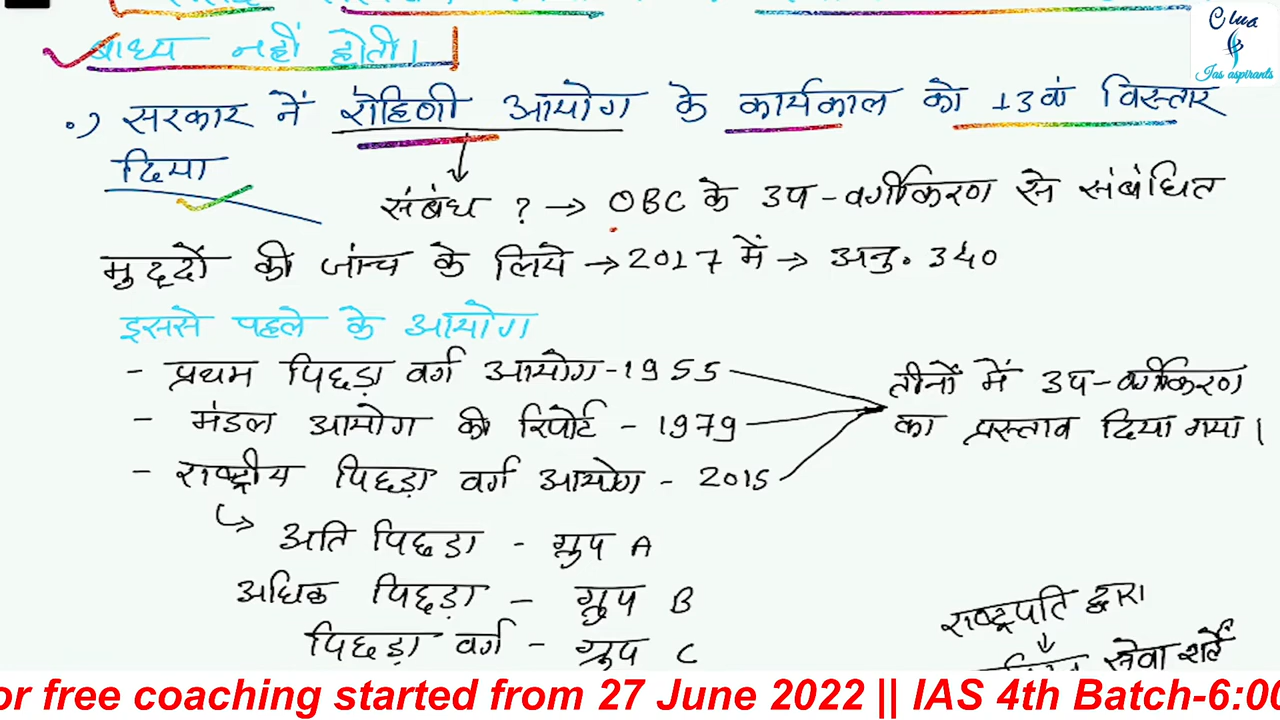 बाध्य नहीं होती।
Clua
Ias aspirants
•) सरकार नें रोहिणी आयोग के कार्यकाल को 13वां विस्तार
दिया
संबंध ? → OBC के उप-वर्गीकरण से संबंधित
मुद्दों की जांच के लिये → 2017 में → अनु. 340
इससे पहले के आयोग
- प्रथम पिछड़ा वर्ग आयोग-1955
- मंडल आयोग की रिपोर्ट - 1979
- राष्ट्रीय पिछड़ा वर्ग आयोग - 2015
तीनों में उप-वर्गीकरण
का प्रस्ताव दिया गया।
अति पिछड़ा - ग्रुप A
अधिक पिछड़ा - ग्रुप B
पिछड़ा वर्ग - ग्रुप C
राष्ट्रपति द्वारा
सेवा शर्तें
or free coaching started from 27 June 2022 || IAS 4th Batch-6:00